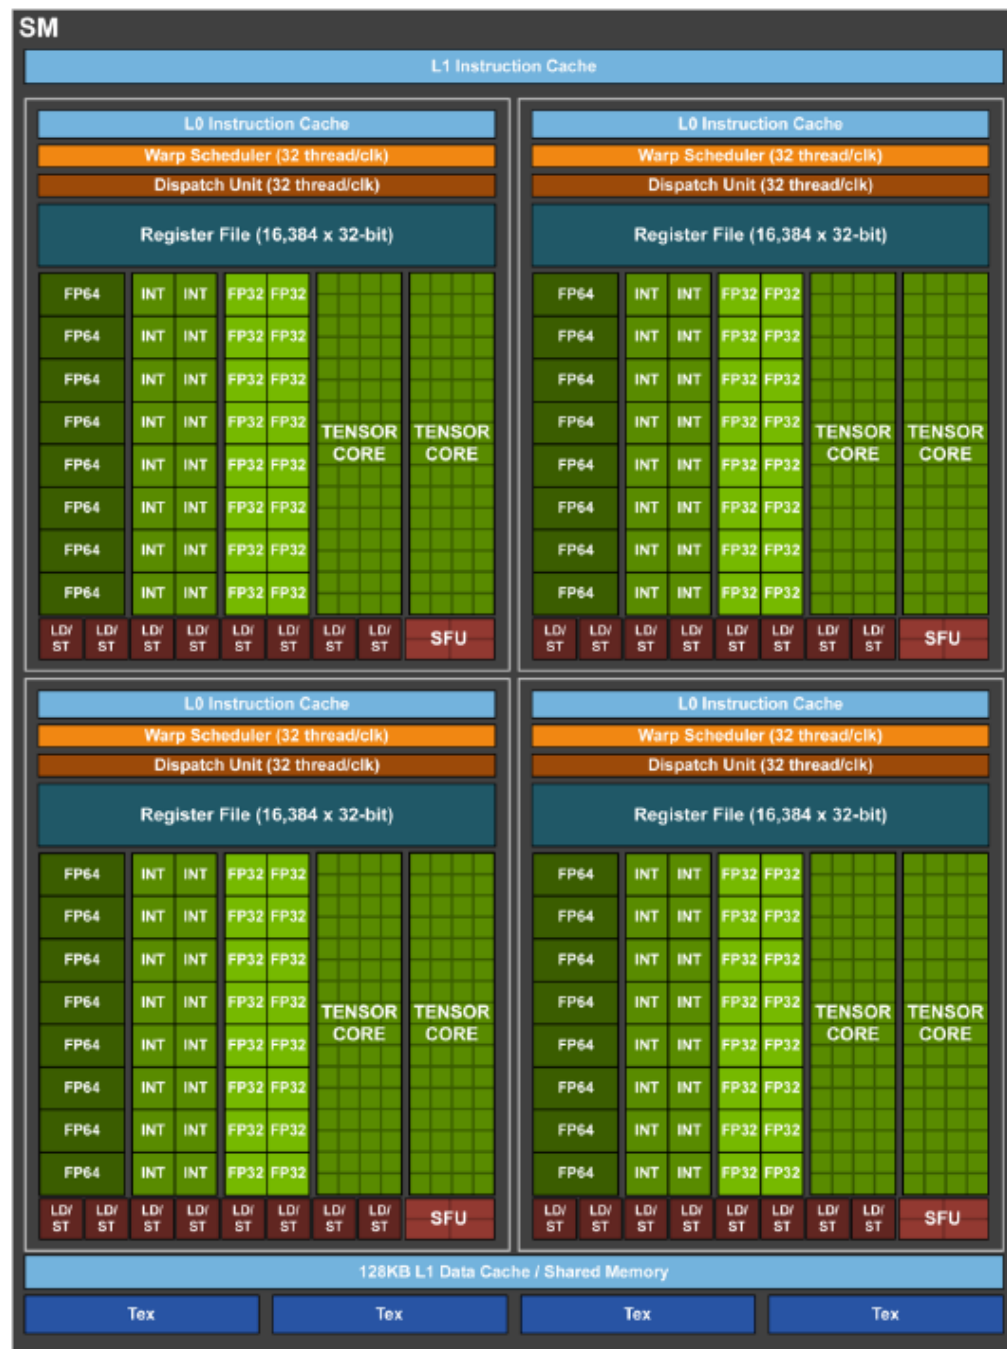 SM
L1 Instruction Cache
L0 Instruction Cache
Warp Scheduler (32 thread/clk)
Dispatch Unit (32 thread/clk)
Register File (16,384 x 32-bit)
FP64 INT INT FP32 FP32
FP64 INT INT FP32 FP32
FP64 INT INT FP32 FP32
FP64 INT INT FP32 FP32
FP64 INT INT FP32 FP32
FP64 INT INT FP32 FP32
FP64 INT INT FP32 FP32
FP64 INT INT FP32 FP32
TENSOR CORE
TENSOR CORE
LD/ST LD/ST LD/ST LD/ST LD/ST LD/ST LD/ST LD/ST SFU
L0 Instruction Cache
Warp Scheduler (32 thread/clk)
Dispatch Unit (32 thread/clk)
Register File (16,384 x 32-bit)
FP64 INT INT FP32 FP32
FP64 INT INT FP32 FP32
FP64 INT INT FP32 FP32
FP64 INT INT FP32 FP32
FP64 INT INT FP32 FP32
FP64 INT INT FP32 FP32
FP64 INT INT FP32 FP32
FP64 INT INT FP32 FP32
TENSOR CORE
TENSOR CORE
LD/ST LD/ST LD/ST LD/ST LD/ST LD/ST LD/ST LD/ST SFU
L0 Instruction Cache
Warp Scheduler (32 thread/clk)
Dispatch Unit (32 thread/clk)
Register File (16,384 x 32-bit)
FP64 INT INT FP32 FP32
FP64 INT INT FP32 FP32
FP64 INT INT FP32 FP32
FP64 INT INT FP32 FP32
FP64 INT INT FP32 FP32
FP64 INT INT FP32 FP32
FP64 INT INT FP32 FP32
FP64 INT INT FP32 FP32
TENSOR CORE
TENSOR CORE
LD/ST LD/ST LD/ST LD/ST LD/ST LD/ST LD/ST LD/ST SFU
L0 Instruction Cache
Warp Scheduler (32 thread/clk)
Dispatch Unit (32 thread/clk)
Register File (16,384 x 32-bit)
FP64 INT INT FP32 FP32
FP64 INT INT FP32 FP32
FP64 INT INT FP32 FP32
FP64 INT INT FP32 FP32
FP64 INT INT FP32 FP32
FP64 INT INT FP32 FP32
FP64 INT INT FP32 FP32
FP64 INT INT FP32 FP32
TENSOR CORE
TENSOR CORE
LD/ST LD/ST LD/ST LD/ST LD/ST LD/ST LD/ST LD/ST SFU
128KB L1 Data Cache / Shared Memory
Tex Tex Tex Tex